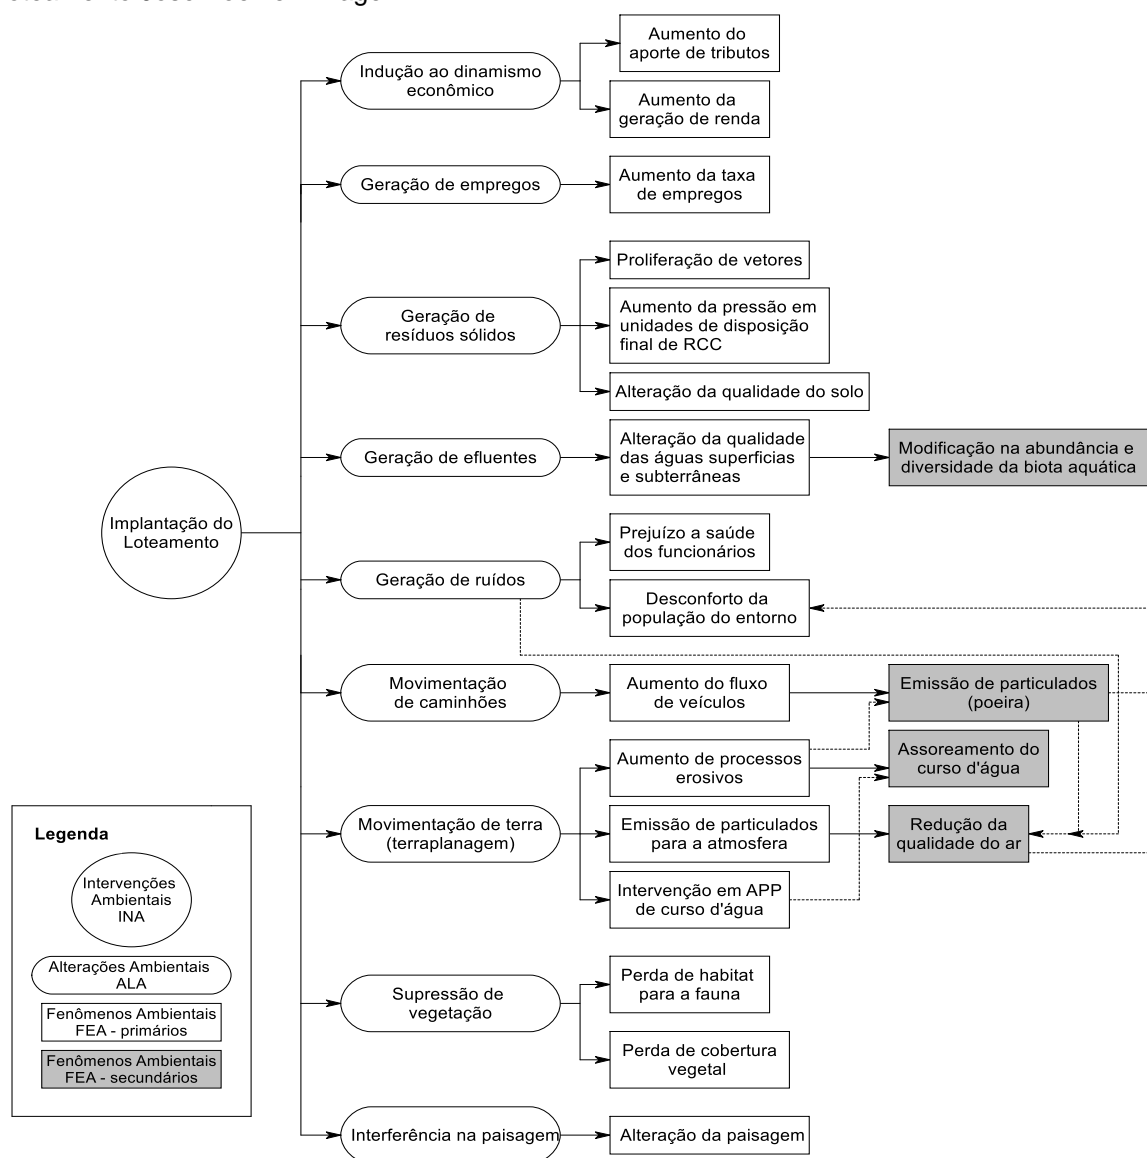 Aumento do
aporte de tributos
Indução ao dinamismo
econômico
Aumento da
geração de renda
Geração de empregos
Aumento da taxa
de empregos
Proliferação de vetores
Geração de
resíduos sólidos
Aumento da pressão em
unidades de disposição
final de RCC
Alteração da qualidade do solo
Geração de efluentes
Alteração da qualidade
das águas superficias
e subterrâneas
Modificação na abundância e
diversidade da biota aquática
Implantação do
Loteamento
Prejuízo a saúde
dos funcionários
Geração de ruídos
Desconforto da
população do entorno
Movimentação
de caminhões
Aumento do fluxo
de veículos
Emissão de particulados
(poeira)
Aumento de processos
erosivos
Assoreamento do
curso d'água
Movimentação de terra
(terraplanagem)
Emissão de particulados
para a atmosfera
Redução da
qualidade do ar
Intervenção em APP
de curso d'água
Supressão de
vegetação
Perda de habitat
para a fauna
Perda de cobertura
vegetal
Interferência na paisagem
Alteração da paisagem
Legenda
Intervenções
Ambientais
INA
Alterações Ambientais
ALA
Fenômenos Ambientais
FEA - primários
Fenômenos Ambientais
FEA - secundários